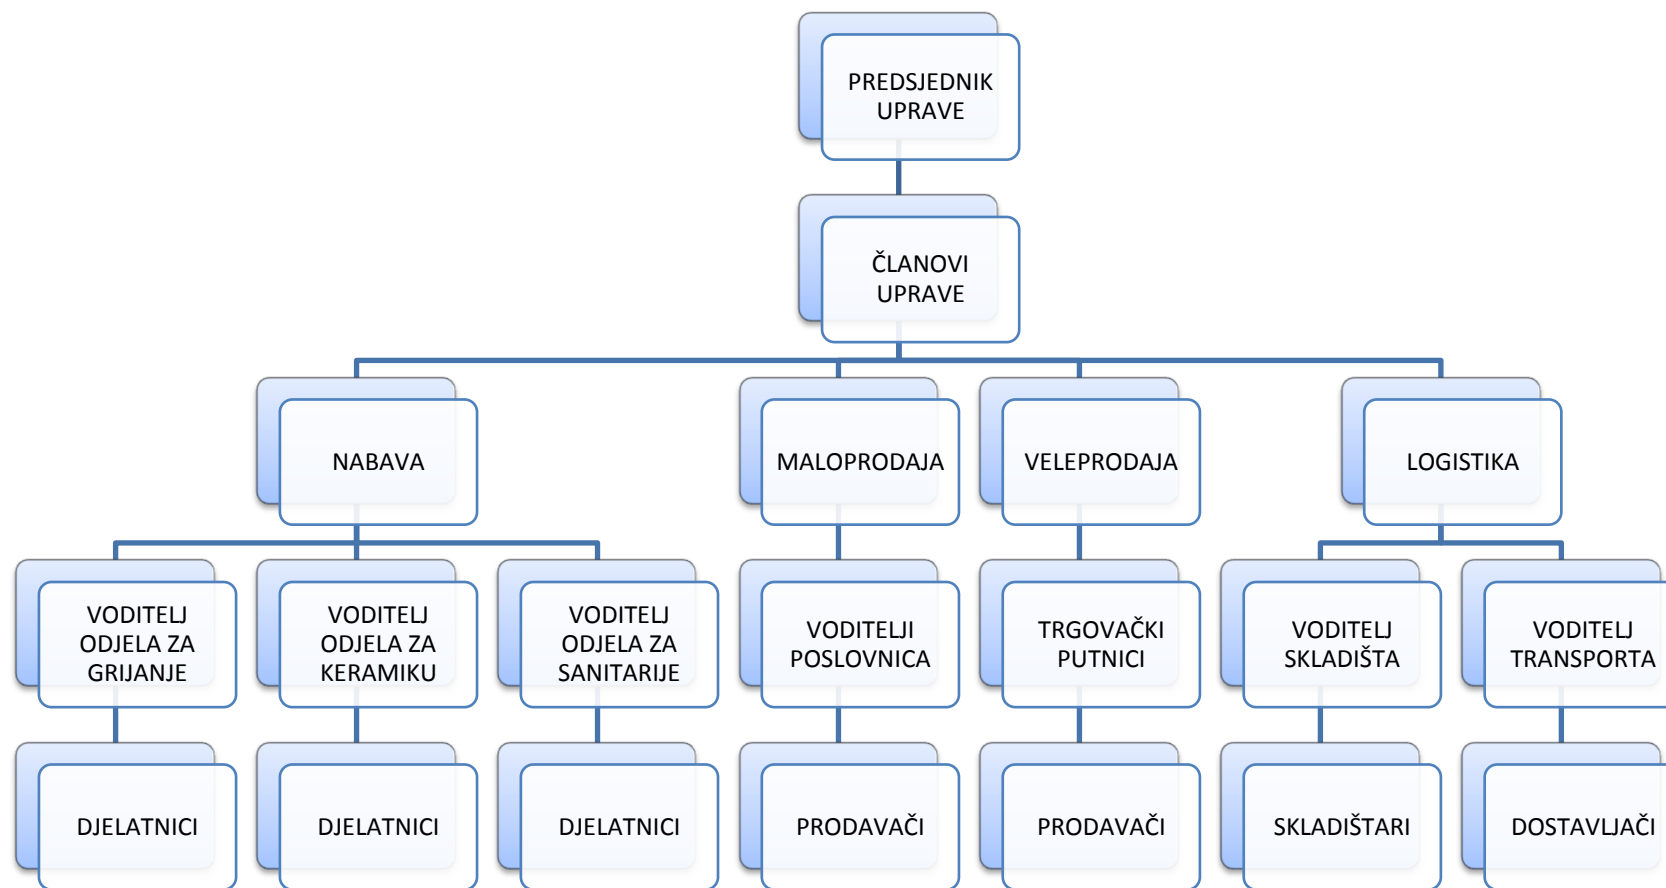 PREDSJEDNIK
UPRAVE
ČLANOVI
UPRAVE
NABAVA
MALOPRODAJA
VELEPRODAJA
LOGISTIKA
VODITELJ
ODJELA ZA
GRIJANJE
VODITELJ
ODJELA ZA
KERAMIKU
VODITELJ
ODJELA ZA
SANITARIJE
VODITELJI
POSLOVNICA
TRGOVAČKI
PUTNICI
VODITELJ
SKLADIŠTA
VODITELJ
TRANSPORTA
DJELATNICI
DJELATNICI
DJELATNICI
PRODAVAČI
PRODAVAČI
SKLADIŠTARI
DOSTAVLJAČI